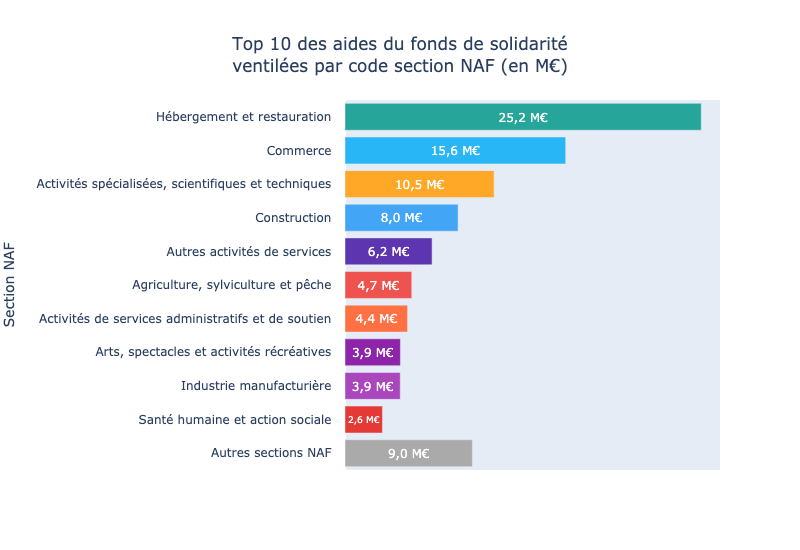 Top 10 des aides du fonds de solidarité
ventilées par code section NAF (en M€)
Section NAF
Hébergement et restauration 25,2 M€
Commerce 15,6 M€
Activités spécialisées, scientifiques et techniques 10,5 M€
Construction 8,0 M€
Autres activités de services 6,2 M€
Agriculture, sylviculture et pêche 4,7 M€
Activités de services administratifs et de soutien 4,4 M€
Arts, spectacles et activités récréatives 3,9 M€
Industrie manufacturière 3,9 M€
Santé humaine et action sociale 2,6 M€
Autres sections NAF 9,0 M€